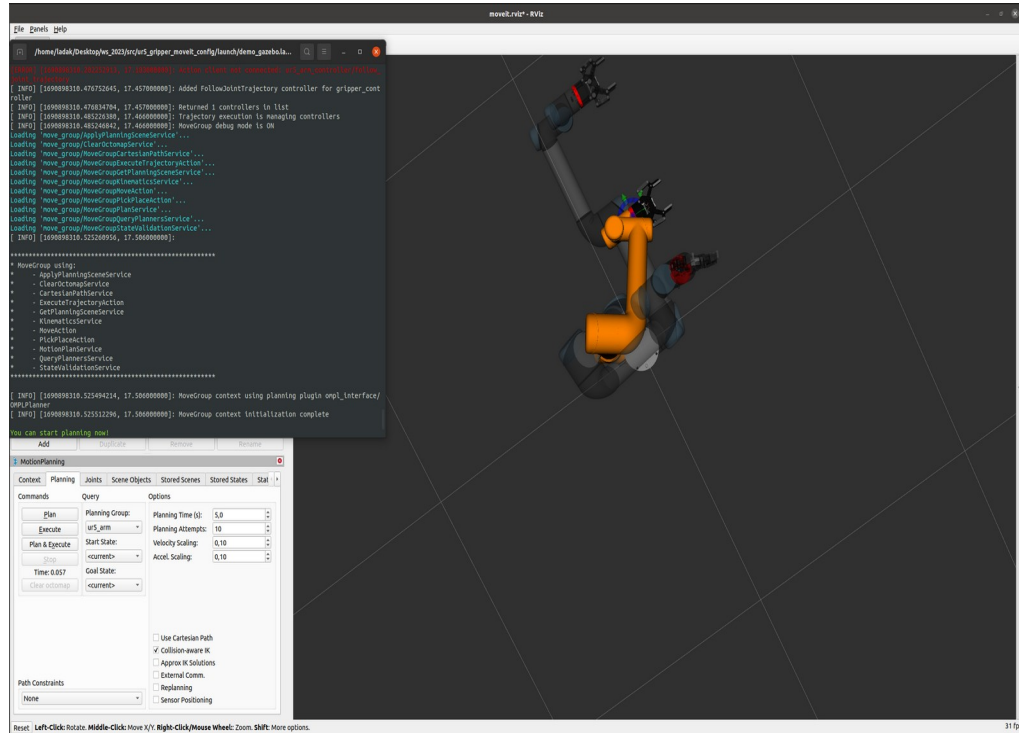 moveit.rviz* - RViz
File Panels Help
/home/ladak/Desktop/ws_2023/src/ur5_gripper_moveit_config/launch/demo_gazebo.la...
[ INFO] [1690898310.476752645, 17.457000000]: Added FollowJointTrajectory controller for gripper_cont
roller
[ INFO] [1690898310.476834704, 17.457000000]: Returned 1 controllers in list
[ INFO] [1690898310.485226380, 17.466000000]: Trajectory execution is managing controllers
[ INFO] [1690898310.485246842, 17.466000000]: MoveGroup debug mode is ON
Loading 'move_group/ApplyPlanningSceneService'...
Loading 'move_group/ClearOctomapService'...
Loading 'move_group/MoveGroupCartesianPathService'...
Loading 'move_group/MoveGroupExecuteTrajectoryAction'...
Loading 'move_group/MoveGroupGetPlanningSceneService'...
Loading 'move_group/MoveGroupKinematicsService'...
Loading 'move_group/MoveGroupMoveAction'...
Loading 'move_group/MoveGroupPickPlaceAction'...
Loading 'move_group/MoveGroupPlanService'...
Loading 'move_group/MoveGroupQueryPlannersService'...
Loading 'move_group/MoveGroupStateValidationService'...
[ INFO] [1690898310.525260956, 17.506000000]:
********************************************************
* MoveGroup using:
* - ApplyPlanningSceneService
* - ClearOctomapService
* - CartesianPathService
* - ExecuteTrajectoryAction
* - GetPlanningSceneService
* - KinematicsService
* - MoveAction
* - PickPlaceAction
* - MotionPlanService
* - QueryPlannersService
* - StateValidationService
********************************************************
[ INFO] [1690898310.525494214, 17.506000000]: MoveGroup context using planning plugin ompl_interface/
OMPLPlanner
[ INFO] [1690898310.525512296, 17.506000000]: MoveGroup context initialization complete
You can start planning now!
Add Duplicate Remove Rename
MotionPlanning
Context Planning Joints Scene Objects Stored Scenes Stored States Stat
Commands Query Options
Plan Planning Group: Planning Time (s): 5,0
Execute ur5_arm Planning Attempts: 10
Plan & Execute Start State: Velocity Scaling: 0,10
Stop <current> Accel. Scaling: 0,10
Time: 0.057 Goal State:
Clear octomap <current>
Use Cartesian Path
Collision-aware IK
Approx IK Solutions
External Comm.
Path Constraints Replanning
None Sensor Positioning
Reset Left-Click: Rotate. Middle-Click: Move X/Y. Right-Click/Mouse Wheel: Zoom. Shift: More options. 31 fp